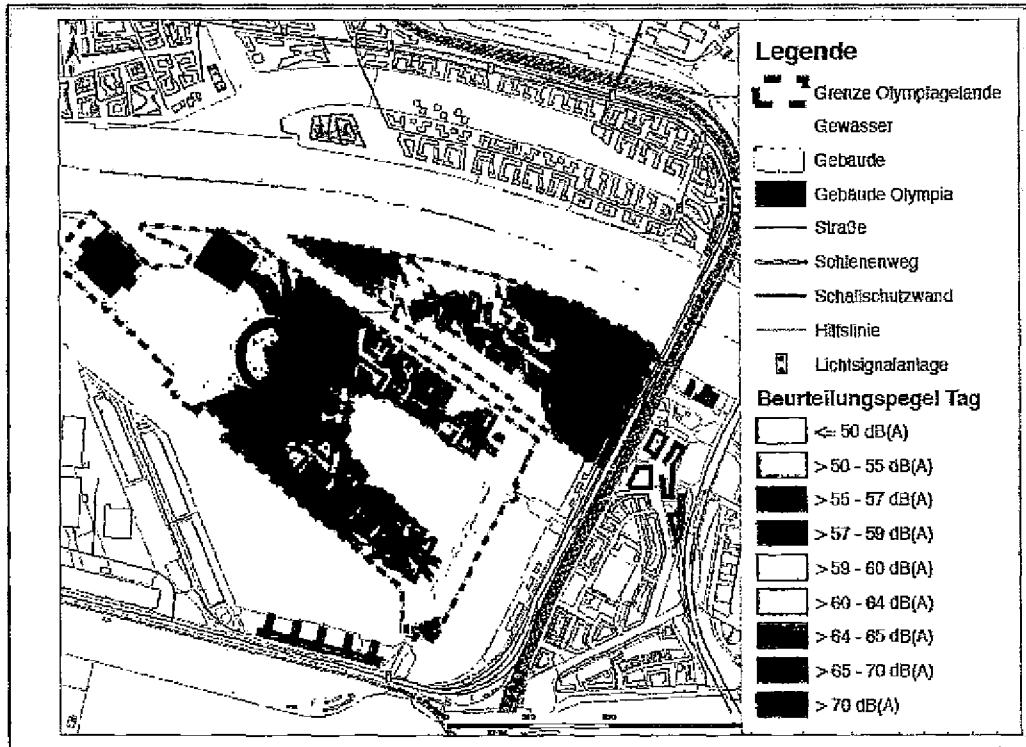 Legende
Grenze Olympiagelände
Gewässer
Gebäude
Gebäude Olympia
Straße
Schienenweg
Schallschutzwand
Hilfslinie
Lichtsignalanlage
Beurteilungspegel Tag
<= 50 dB(A)
> 50 - 55 dB(A)
> 55 - 57 dB(A)
> 57 - 59 dB(A)
> 59 - 60 dB(A)
> 60 - 64 dB(A)
> 64 - 65 dB(A)
> 65 - 70 dB(A)
> 70 dB(A)